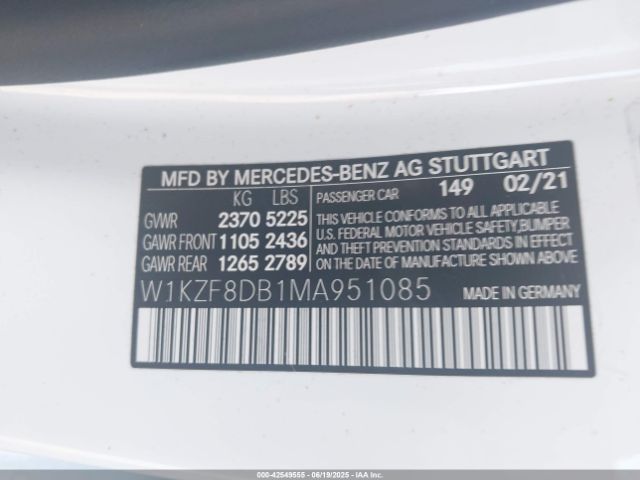 MFD BY MERCEDES-BENZ AG STUTTGART
KG LBS PASSENGER CAR 149 02/21
GVWR 2370 5225
GAWR FRONT 1105 2436
GAWR REAR 1265 2789
THIS VEHICLE CONFORMS TO ALL APPLICABLE
U.S. FEDERAL MOTOR VEHICLE SAFETY,BUMPER
AND THEFT PREVENTION STANDARDS IN EFFECT
ON THE DATE OF MANUFACTURE SHOWN ABOVE.
W1KZF8DB1MA951085 MADE IN GERMANY
000-42549555 - 06/19/2025 - IAAI.COM